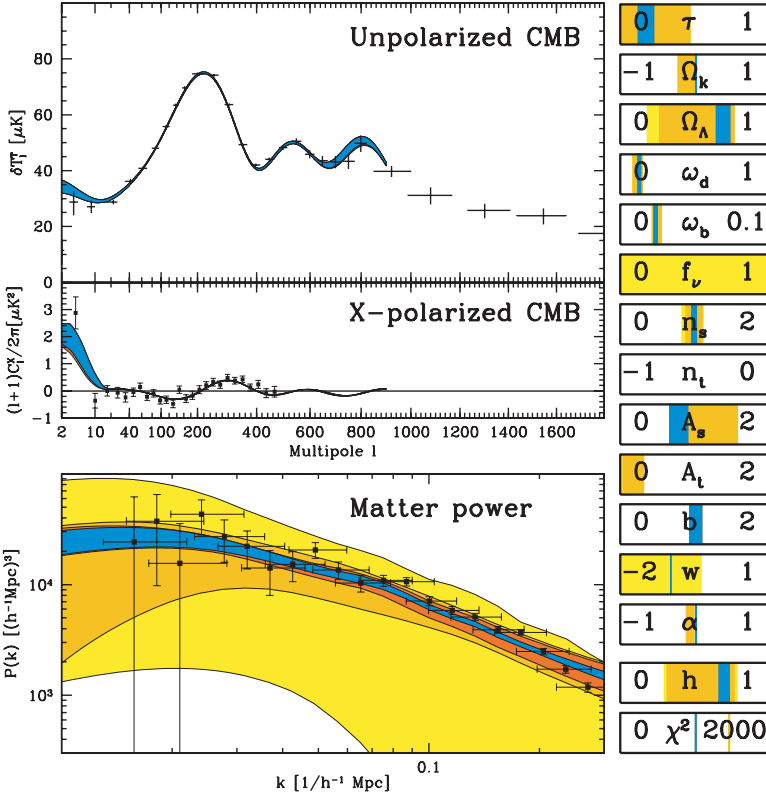 Unpolarized CMB
δT_l [μK]
80
60
40
20
0
X-polarized CMB
(l+1)C_l^X/2π[μK²]
3
2
1
0
-1
2 10 40 100 200 400 600 800 1000 1200 1400 1600
Multipole l
Matter power
P(k) [(h⁻¹Mpc)³]
10⁴
10³
0.1
k [1/h⁻¹ Mpc]
0 τ 1
-1 Ω_k 1
0 Ω_Λ 1
0 ω_d 1
0 ω_b 0.1
0 f_ν 1
0 n_s 2
-1 n_t 0
0 A_s 2
0 A_t 2
0 b 2
-2 w 1
-1 α 1
0 h 1
0 χ² 2000